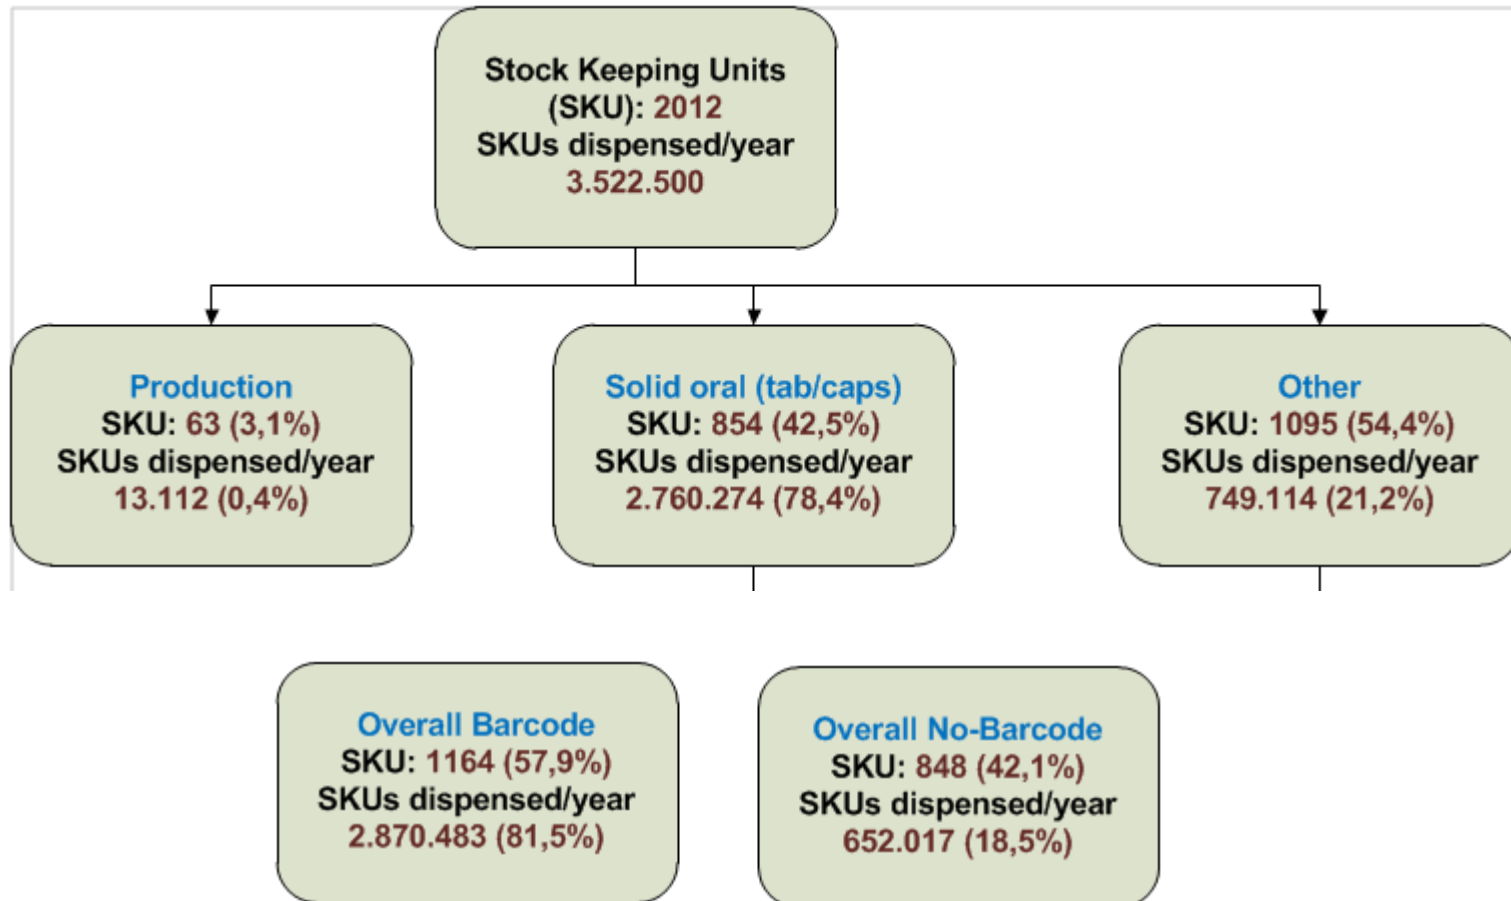 Stock Keeping Units
(SKU): 2012
SKUs dispensed/year
3.522.500
Production
SKU: 63 (3,1%)
SKUs dispensed/year
13.112 (0,4%)
Solid oral (tab/caps)
SKU: 854 (42,5%)
SKUs dispensed/year
2.760.274 (78,4%)
Other
SKU: 1095 (54,4%)
SKUs dispensed/year
749.114 (21,2%)
Overall Barcode
SKU: 1164 (57,9%)
SKUs dispensed/year
2.870.483 (81,5%)
Overall No-Barcode
SKU: 848 (42,1%)
SKUs dispensed/year
652.017 (18,5%)